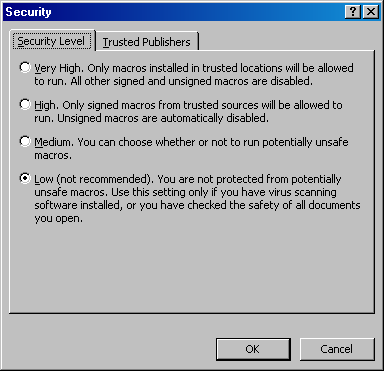 Security
Security Level Trusted Publishers
Very High. Only macros installed in trusted locations will be allowed
to run. All other signed and unsigned macros are disabled.
High. Only signed macros from trusted sources will be allowed to
run. Unsigned macros are automatically disabled.
Medium. You can choose whether or not to run potentially unsafe
macros.
Low (not recommended). You are not protected from potentially
unsafe macros. Use this setting only if you have virus scanning
software installed, or you have checked the safety of all documents
you open.
OK Cancel